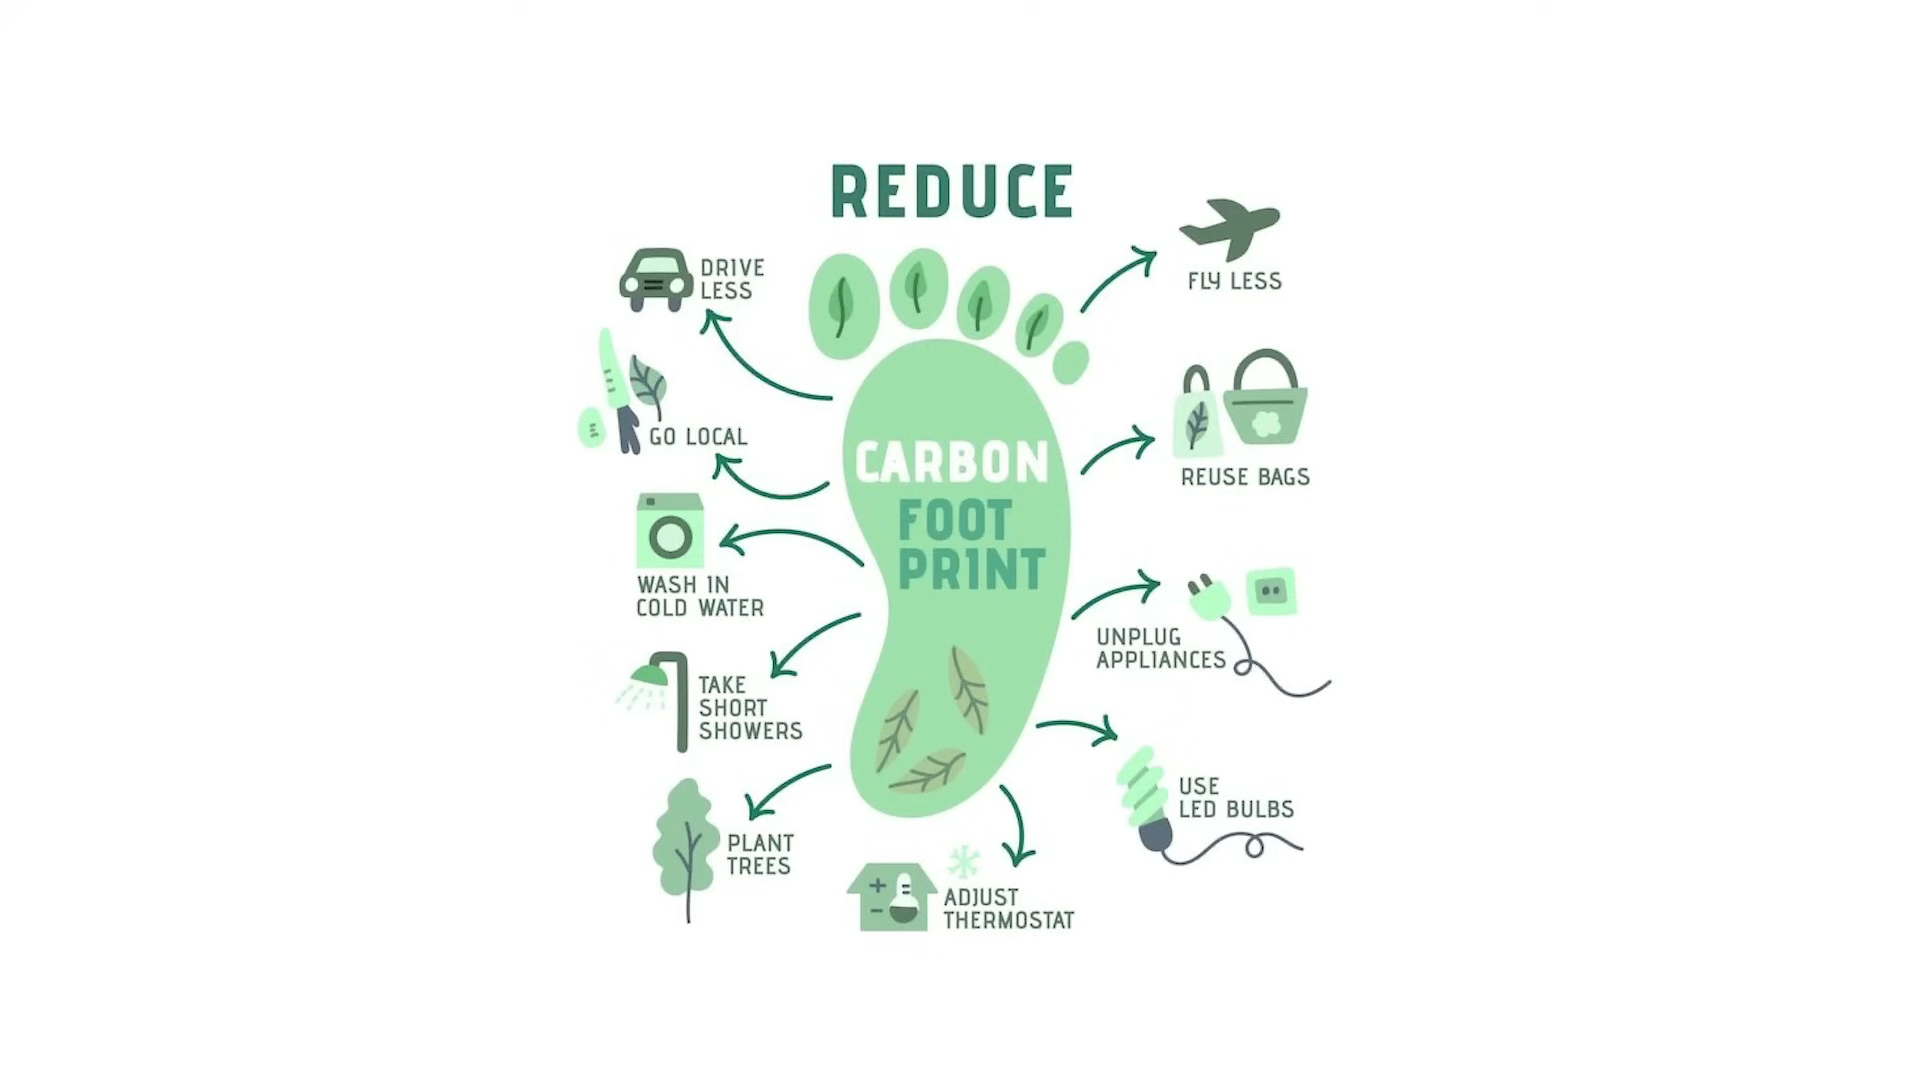 REDUCE
DRIVE
LESS
FLY LESS
GO LOCAL
REUSE BAGS
CARBON
FOOT
PRINT
WASH IN
COLD WATER
UNPLUG
APPLIANCES
TAKE
SHORT
SHOWERS
USE
LED BULBS
PLANT
TREES
ADJUST
THERMOSTAT